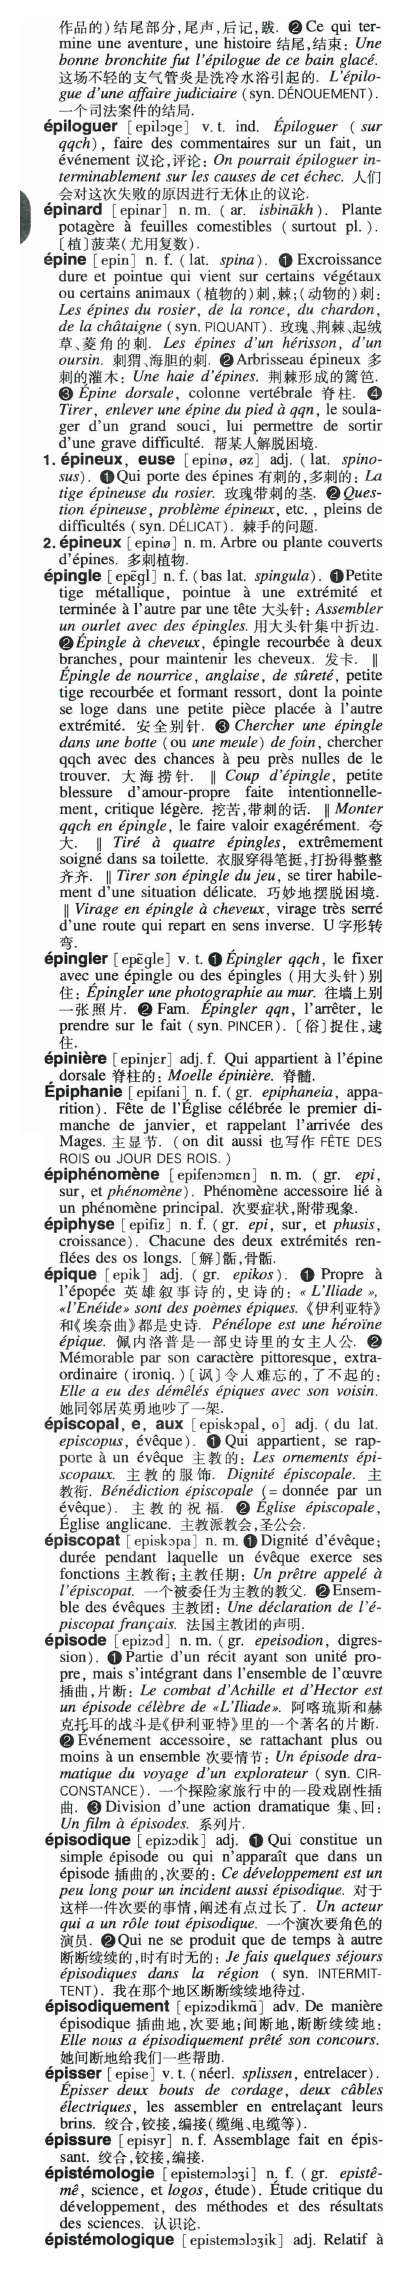 作品的)结尾部分,尾声,后记,跋. ❷ Ce qui ter-
mine une aventure, une histoire 结尾,结束: Une
bonne bronchite fut l'épilogue de ce bain glacé.
这场不轻的支气管炎是洗冷水浴引起的. L'épilo-
gue d'une affaire judiciaire (syn. DÉNOUEMENT).
一个司法案件的结局.
épiloguer [epilɔge] v. t. ind. Épiloguer ( sur
qqch), faire des commentaires sur un fait, un
événement 议论,评论: On pourrait épiloguer in-
terminablement sur les causes de cet échec. 人们
会对这次失败的原因进行无休止的议论.
épinard [epinar] n. m. ( ar. isbinākh ). Plante
potagère à feuilles comestibles ( surtout pl. ).
[植]菠菜(尤用复数).
épine [epin] n. f. ( lat. spina). ❶ Excroissance
dure et pointue qui vient sur certains végétaux
ou certains animaux (植物的)刺,棘;(动物的)刺:
Les épines du rosier, de la ronce, du chardon,
de la châtaigne (syn. PIQUANT). 玫瑰、荆棘、起绒
草、菱角的刺. Les épines d'un hérisson, d'un
oursin. 刺猬、海胆的刺. ❷ Arbrisseau épineux 多
刺的灌木: Une haie d'épines. 荆棘形成的篱笆.
❸ Épine dorsale, colonne vertébrale 脊柱. ❹
Tirer, enlever une épine du pied à qqn, le soula-
ger d'un grand souci, lui permettre de sortir
d'une grave difficulté. 帮某人解脱困境.
1. épineux, euse [epinø, øz] adj. ( lat. spino-
sus). ❶ Qui porte des épines 有刺的,多刺的: La
tige épineuse du rosier. 玫瑰带刺的茎. ❷ Ques-
tion épineuse, problème épineux, etc. , pleins de
difficultés (syn. DÉLICAT). 棘手的问题.
2. épineux [epinø] n. m. Arbre ou plante couverts
d'épines. 多刺植物.
épingle [epɛ̃gl] n. f. (bas lat. spingula). ❶ Petite
tige métallique, pointue à une extrémité et
terminée à l'autre par une tête 大头针: Assembler
un ourlet avec des épingles. 用大头针集中折边.
❷ Épingle à cheveux, épingle recourbée à deux
branches, pour maintenir les cheveux. 发卡. ‖
Épingle de nourrice, anglaise, de sûreté, petite
tige recourbée et formant ressort, dont la pointe
se loge dans une petite pièce placée à l'autre
extrémité. 安全别针. ❸ Chercher une épingle
dans une botte (ou une meule) de foin, chercher
qqch avec des chances à peu près nulles de le
trouver. 大海捞针. ‖ Coup d'épingle, petite
blessure d'amour-propre faite intentionnelle-
ment, critique légère. 挖苦,带刺的话. ‖ Monter
qqch en épingle, le faire valoir exagérément. 夸
大. ‖ Tiré à quatre épingles, extrêmement
soigné dans sa toilette. 衣服穿得笔挺,打扮得整整
齐齐. ‖ Tirer son épingle du jeu, se tirer habile-
ment d'une situation délicate. 巧妙地摆脱困境.
‖ Virage en épingle à cheveux, virage très serré
d'une route qui repart en sens inverse. U 字形转
弯.
épingler [epɛ̃gle] v. t. ❶ Épingler qqch, le fixer
avec une épingle ou des épingles (用大头针)别
住: Épingler une photographie au mur. 往墙上别
一张照片. ❷ Fam. Épingler qqn, l'arrêter, le
prendre sur le fait (syn. PINCER). [俗]捉住,逮
住.
épinière [epinjer] adj. f. Qui appartient à l'épine
dorsale 脊柱的: Moelle épinière. 脊髓.
Épiphanie [epifani] n. f. (gr. epiphaneia, appa-
rition). Fête de l'Église célébrée le premier di-
manche de janvier, et rappelant l'arrivée des
Mages. 主显节. (on dit aussi 也写作 FÊTE DES
ROIS ou JOUR DES ROIS. )
épiphénomène [epifenɔmɛn] n. m. ( gr. epi,
sur, et phénomène). Phénomène accessoire lié à
un phénomène principal. 次要症状,附带现象.
épiphyse [epifiz] n. f. (gr. epi, sur, et phusis,
croissance). Chacune des deux extrémités ren-
flées des os longs. [解]骺,骨骺.
épique [epik] adj. ( gr. epikos). ❶ Propre à
l'épopée 英雄叙事诗的,史诗的: « L'Iliade »,
«l'Enéide» sont des poèmes épiques. 《伊利亚特》
和《埃奈曲》都是史诗. Pénélope est une héroïne
épique. 佩内洛普是一部史诗里的女主人公. ❷
Mémorable par son caractère pittoresque, extra-
ordinaire (ironiq. )[讽]令人难忘的,了不起的:
Elle a eu des démêlés épiques avec son voisin.
她同邻居英勇地吵了一架.
épiscopal, e, aux [episkɔpal, o] adj. (du lat.
episcopus, évêque). ❶ Qui appartient, se rap-
porte à un évêque 主教的: Les ornements épi-
scopaux. 主教的服饰. Dignité épiscopale. 主
教衔. Bénédiction épiscopale (= donnée par un
évêque). 主教的祝福. ❷ Église épiscopale,
Église anglicane. 主教派教会,圣公会.
épiscopat [episkɔpa] n. m. ❶ Dignité d'évêque;
durée pendant laquelle un évêque exerce ses
fonctions 主教衔;主教任期: Un prêtre appelé à
l'épiscopat. 一个被委任为主教的教父. ❷ Ensem-
ble des évêques 主教团: Une déclaration de l'é-
piscopat français. 法国主教团的声明.
épisode [epizɔd] n. m. ( gr. epeisodion, digres-
sion). ❶ Partie d'un récit ayant son unité pro-
pre, mais s'intégrant dans l'ensemble de l'œuvre
插曲,片断: Le combat d'Achille et d'Hector est
un épisode célèbre de «L'Iliade». 阿喀琉斯和赫
克托耳的战斗是《伊利亚特》里的一个著名的片断.
❷ Événement accessoire, se rattachant plus ou
moins à un ensemble 次要情节: Un épisode dra-
matique du voyage d'un explorateur ( syn. CIR-
CONSTANCE). 一个探险家旅行中的一段戏剧性插
曲. ❸ Division d'une action dramatique 集、回:
Un film à épisodes. 系列片.
épisodique [epizɔdik] adj. ❶ Qui constitue un
simple épisode ou qui n'apparaît que dans un
épisode 插曲的,次要的: Ce développement est un
peu long pour un incident aussi épisodique. 对于
这样一件次要的事情,阐述有点过长了. Un acteur
qui a un rôle tout épisodique. 一个演次要角色的
演员. ❷ Qui ne se produit que de temps à autre
断断续续的,时有时无的: Je fais quelques séjours
épisodiques dans la région ( syn. INTERMIT-
TENT). 我在那个地区断断续续地待过.
épisodiquement [epizɔdikmɑ̃] adv. De manière
épisodique 插曲地,次要地;间断地,断断续续地:
Elle nous a épisodiquement prêté son concours.
她间断地给我们一些帮助.
épisser [epise] v. t. (néerl. splissen, entrelacer).
Épisser deux bouts de cordage, deux câbles
électriques, les assembler en entrelaçant leurs
brins. 绞合,铰接,编接(缆绳、电缆等).
épissure [episyr] n. f. Assemblage fait en épis-
sant. 绞合,铰接,编接.
épistémologie [epistemɔlɔʒi] n. f. ( gr. epistê-
mê, science, et logos, étude). Étude critique du
développement, des méthodes et des résultats
des sciences. 认识论.
épistémologique [epistemɔlɔʒik] adj. Relatif à